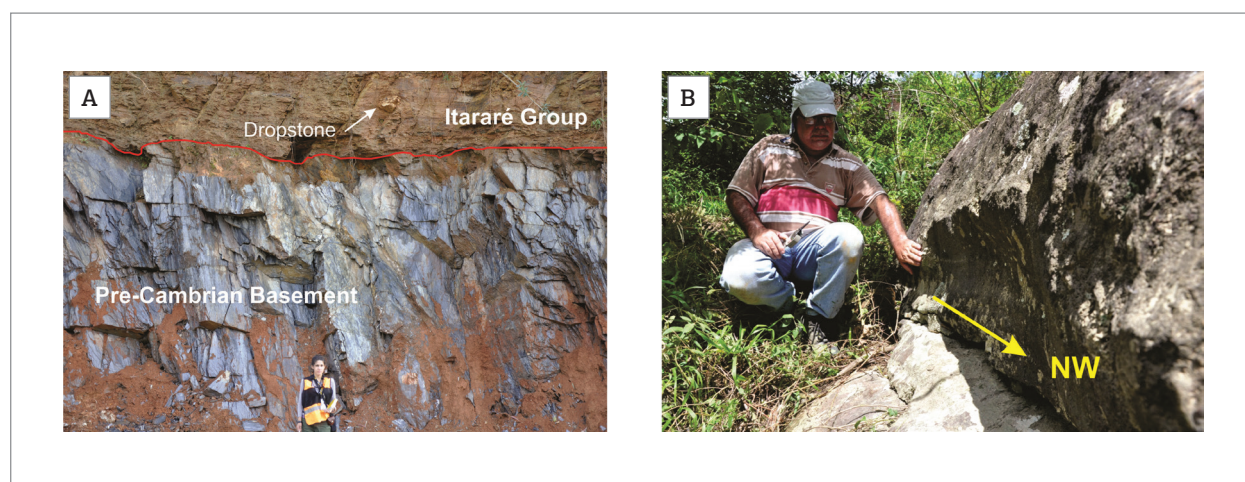 A
Dropstone
Itararé Group
Pre-Cambrian Basement
B
NW